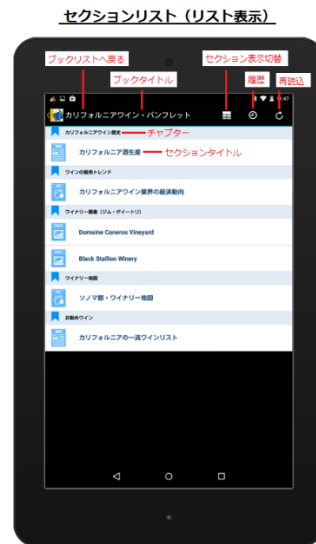 セクションリスト（リスト表示）
ブックリストへ戻る
セクション表示切替
ブックタイトル
履歴
再読込
カリフォルニアワイン・パンフレット
カリフォルニアワイン歴史
チャプター
カリフォルニア酒生産
セクションタイトル
ワインの販売トレンド
カリフォルニアワイン業界の経済動向
ワイナリー画像（ジム・ゲイートリ）
Domaine Caneros Vineyard
Black Stallion Winery
ワイナリー地図
ソノマ郡・ワイナリー地図
お勧めワイン
カリフォルニアの一流ワインリスト